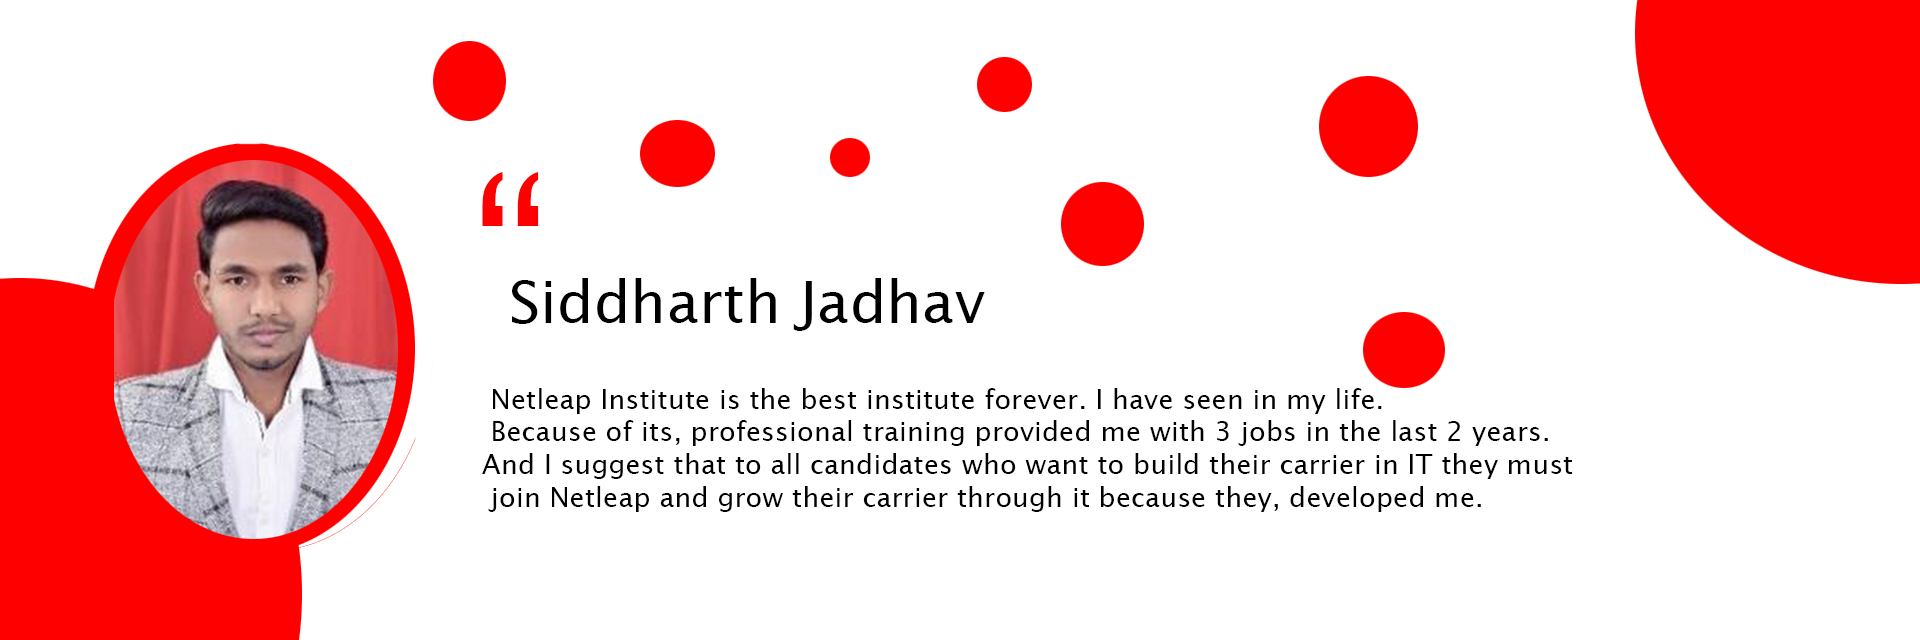 “
Siddharth Jadhav
Netleap Institute is the best institute forever. I have seen in my life.
Because of its, professional training provided me with 3 jobs in the last 2 years.
And I suggest that to all candidates who want to build their carrier in IT they must
join Netleap and grow their carrier through it because they, developed me.